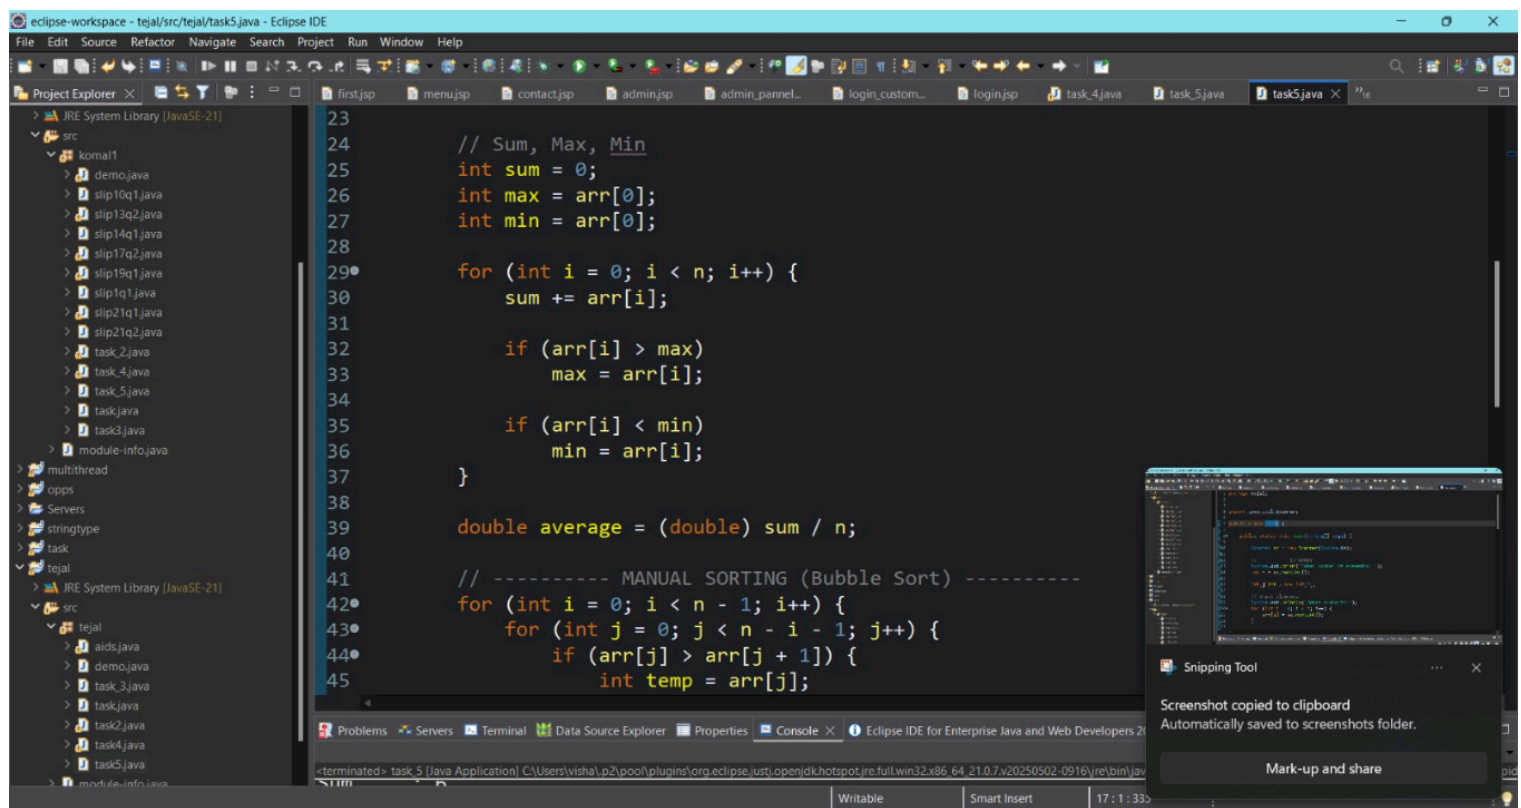 eclipse-workspace - tejal/src/tejal/task5.java - Eclipse IDE
File Edit Source Refactor Navigate Search Project Run Window Help
Project Explorer
first.jsp menu.jsp contact.jsp admin.jsp admin_pannel... login_custom... login.jsp task_4.java task_5.java task5.java
JRE System Library [JavaSE-21]
src
komal1
demo.java
slip10q1.java
slip13q2.java
slip14q1.java
slip17q2.java
slip19q1.java
slip1q1.java
slip21q1.java
slip21q2.java
task_2.java
task_4.java
task_5.java
task.java
task3.java
module-info.java
multithread
opps
Servers
stringtype
task
tejal
JRE System Library [JavaSE-21]
src
tejal
aids.java
demo.java
task_3.java
task.java
task2.java
task4.java
task5.java
module-info.java
23
24 // Sum, Max, Min
25 int sum = 0;
26 int max = arr[0];
27 int min = arr[0];
28
29 for (int i = 0; i < n; i++) {
30 sum += arr[i];
31
32 if (arr[i] > max)
33 max = arr[i];
34
35 if (arr[i] < min)
36 min = arr[i];
37 }
38
39 double average = (double) sum / n;
40
41 // ---------- MANUAL SORTING (Bubble Sort) ----------
42 for (int i = 0; i < n - 1; i++) {
43 for (int j = 0; j < n - i - 1; j++) {
44 if (arr[j] > arr[j + 1]) {
45 int temp = arr[j];
Problems Servers Terminal Data Source Explorer Properties Console Eclipse IDE for Enterprise Java and Web Developers
<terminated> task_5 [Java Application] C:\Users\visha\.p2\pool\plugins\org.eclipse.justj.openjdk.hotspot.jre.full.win32.x86_64_21.0.7.v20250502-0916\jre\bin\jav
Writable Smart Insert 17 : 1 : 335
Snipping Tool
Screenshot copied to clipboard
Automatically saved to screenshots folder.
Mark-up and share